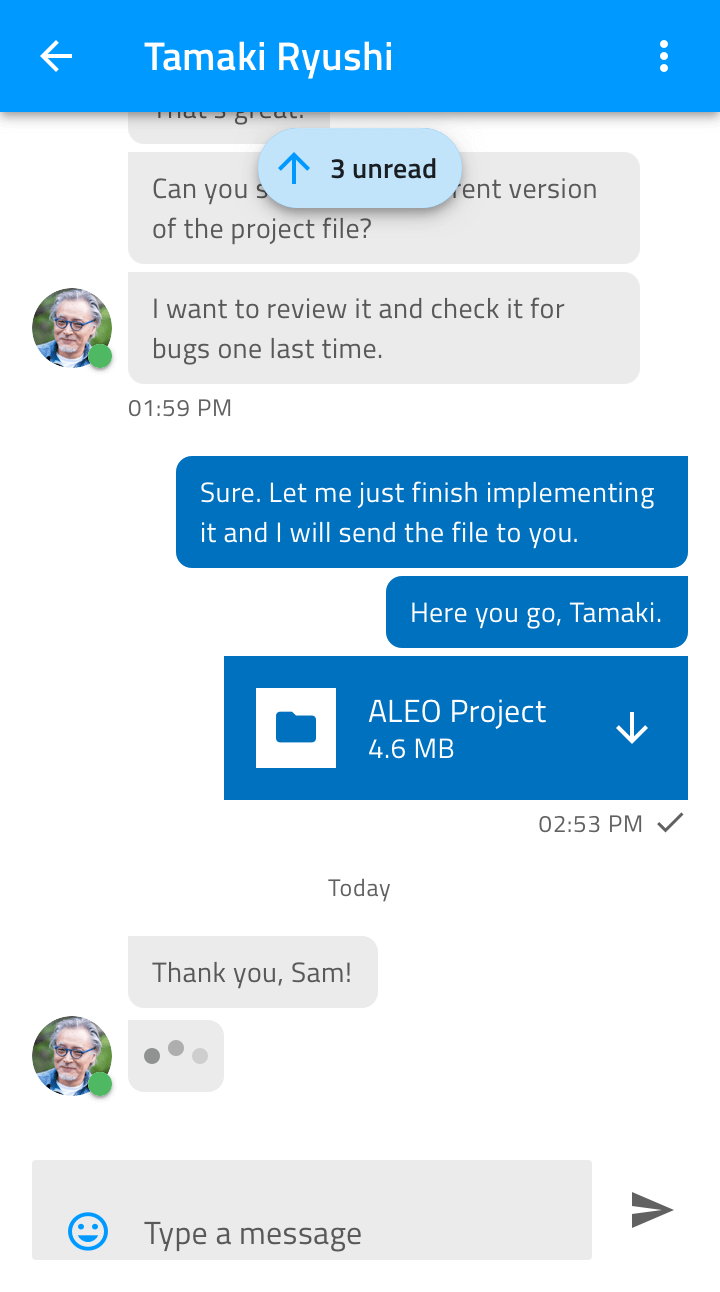 Tamaki Ryushi
That's great!
3 unread
Can you s rent version
of the project file?
I want to review it and check it for
bugs one last time.
01:59 PM
Sure. Let me just finish implementing
it and I will send the file to you.
Here you go, Tamaki.
ALEO Project
4.6 MB
02:53 PM
Today
Thank you, Sam!
Type a message